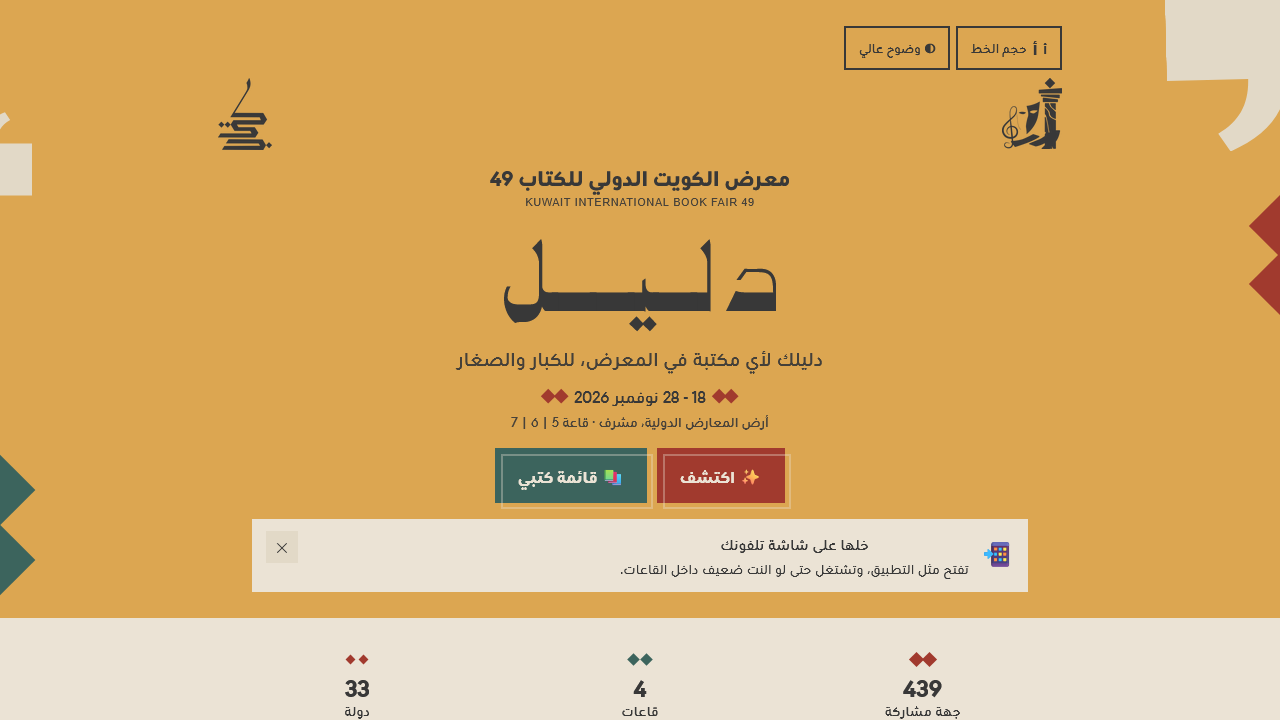 أ أ حجم الخط
وضوح عالي
معرض الكويت الدولي للكتاب 49
KUWAIT INTERNATIONAL BOOK FAIR 49
دليل
دليلك لأي مكتبة في المعرض، للكبار والصغار
18 - 28 نوفمبر 2026
أرض المعارض الدولية، مشرف · قاعة 5 | 6 | 7
اكتشف
قائمة كتبي
خلها على شاشة تلفونك
تفتح مثل التطبيق، وتشتغل حتى لو النت ضعيف داخل القاعات.
439
جهة مشاركة
4
قاعات
33
دولة